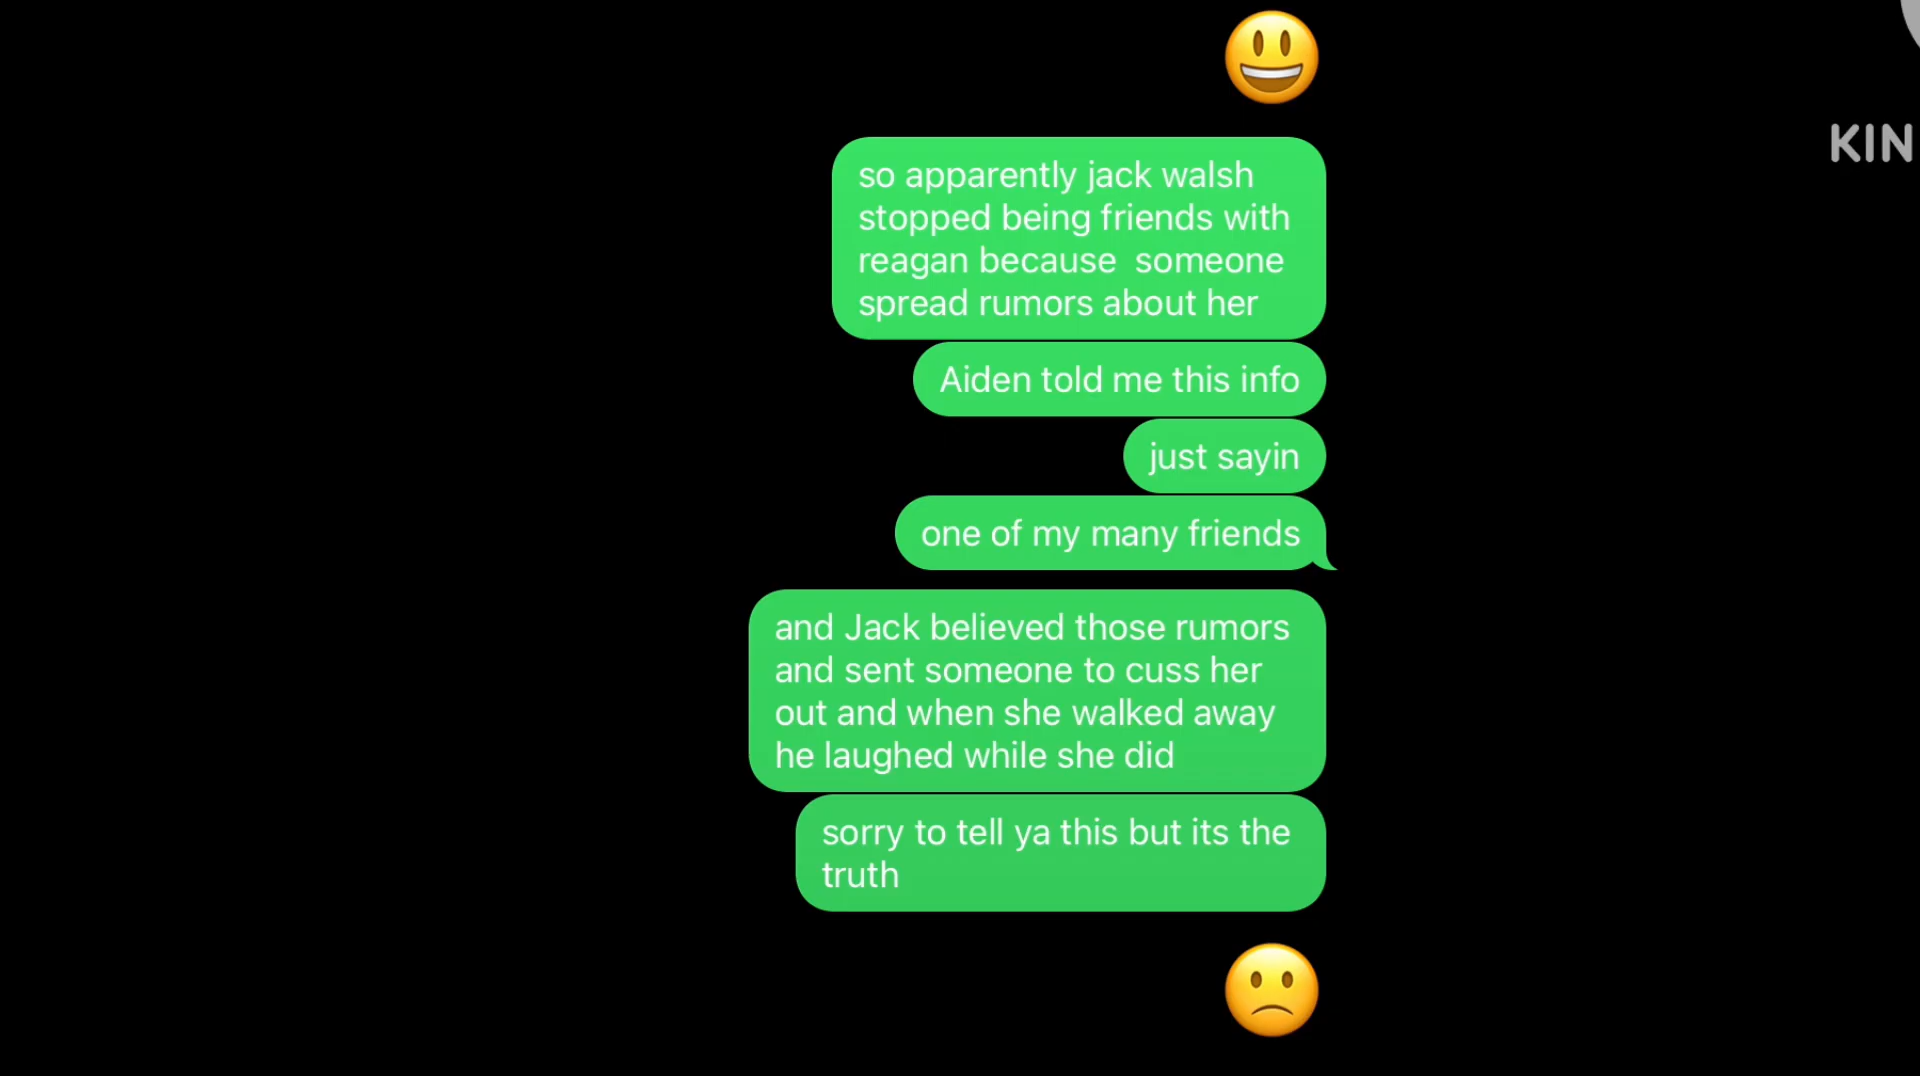 KIN
so apparently jack walsh
stopped being friends with
reagan because  someone
spread rumors about her
Aiden told me this info
just sayin
one of my many friends
and Jack believed those rumors
and sent someone to cuss her
out and when she walked away
he laughed while she did
sorry to tell ya this but its the
truth